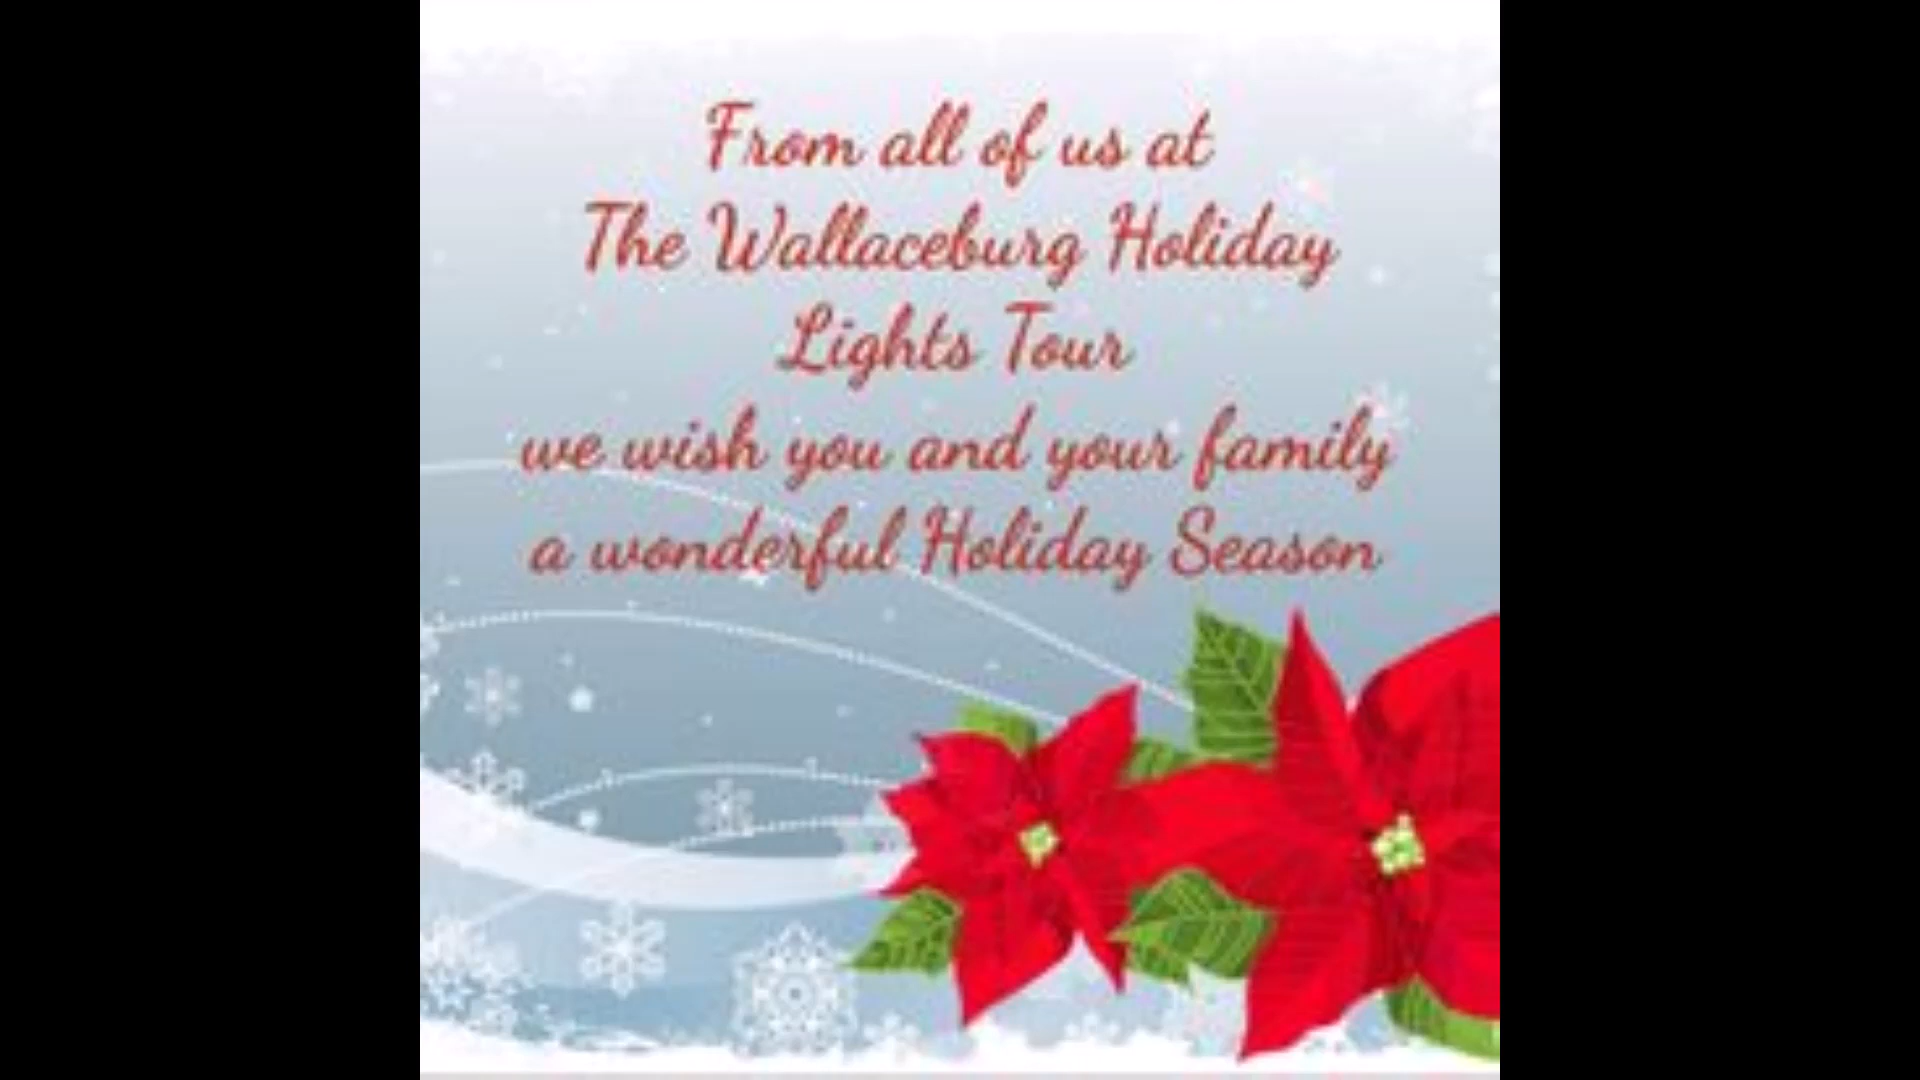 From all of us at
The Wallaceburg Holiday
Lights Tour
we wish you and your family
a wonderful Holiday Season